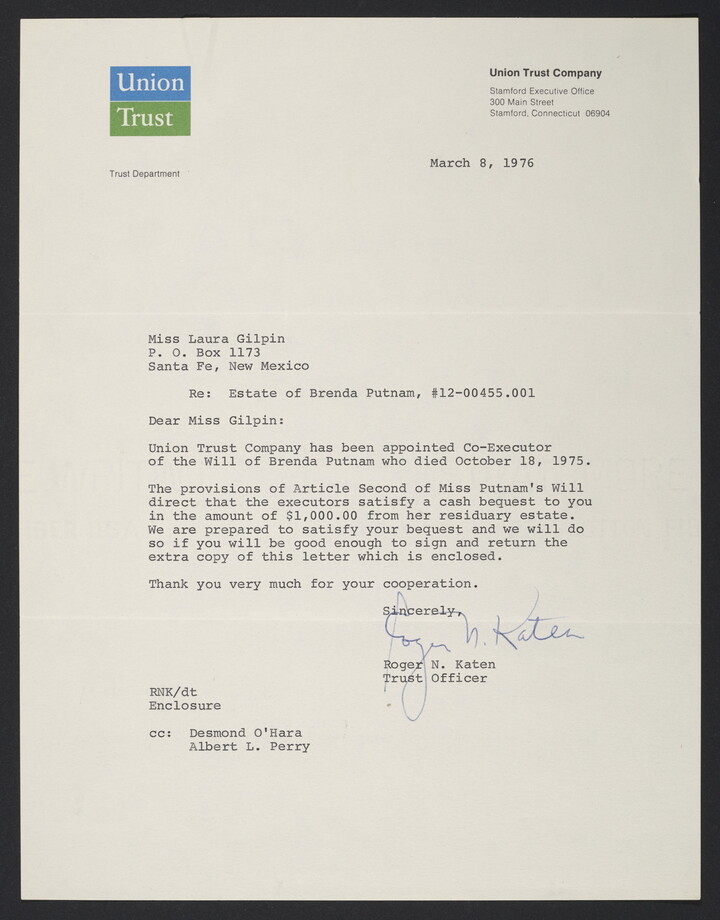 Union
Trust
Union Trust Company
Stamford Executive Office
300 Main Street
Stamford, Connecticut 06904
March 8, 1976
Trust Department
Miss Laura Gilpin
P. O. Box 1173
Santa Fe, New Mexico
Re: Estate of Brenda Putnam, #12-00455.001
Dear Miss Gilpin:
Union Trust Company has been appointed Co-Executor
of the Will of Brenda Putnam who died October 18, 1975.
The provisions of Article Second of Miss Putnam's Will
direct that the executors satisfy a cash bequest to you
in the amount of $1,000.00 from her residuary estate.
We are prepared to satisfy your bequest and we will do
so if you will be good enough to sign and return the
extra copy of this letter which is enclosed.
Thank you very much for your cooperation.
Sincerely,
Roger N. Katen
Roger N. Katen
Trust Officer
RNK/dt
Enclosure
cc: Desmond O'Hara
Albert L. Perry